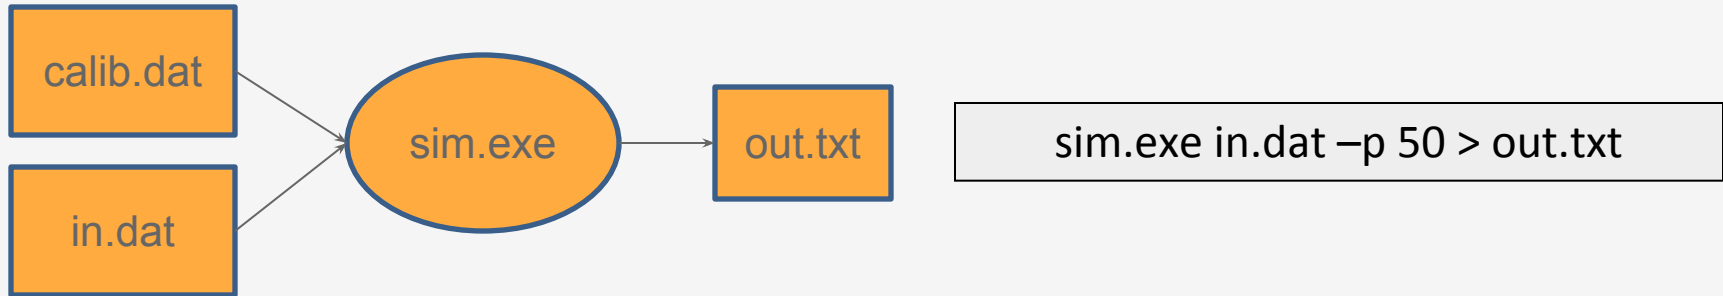 calib.dat
in.dat
sim.exe
out.txt
sim.exe in.dat –p 50 > out.txt